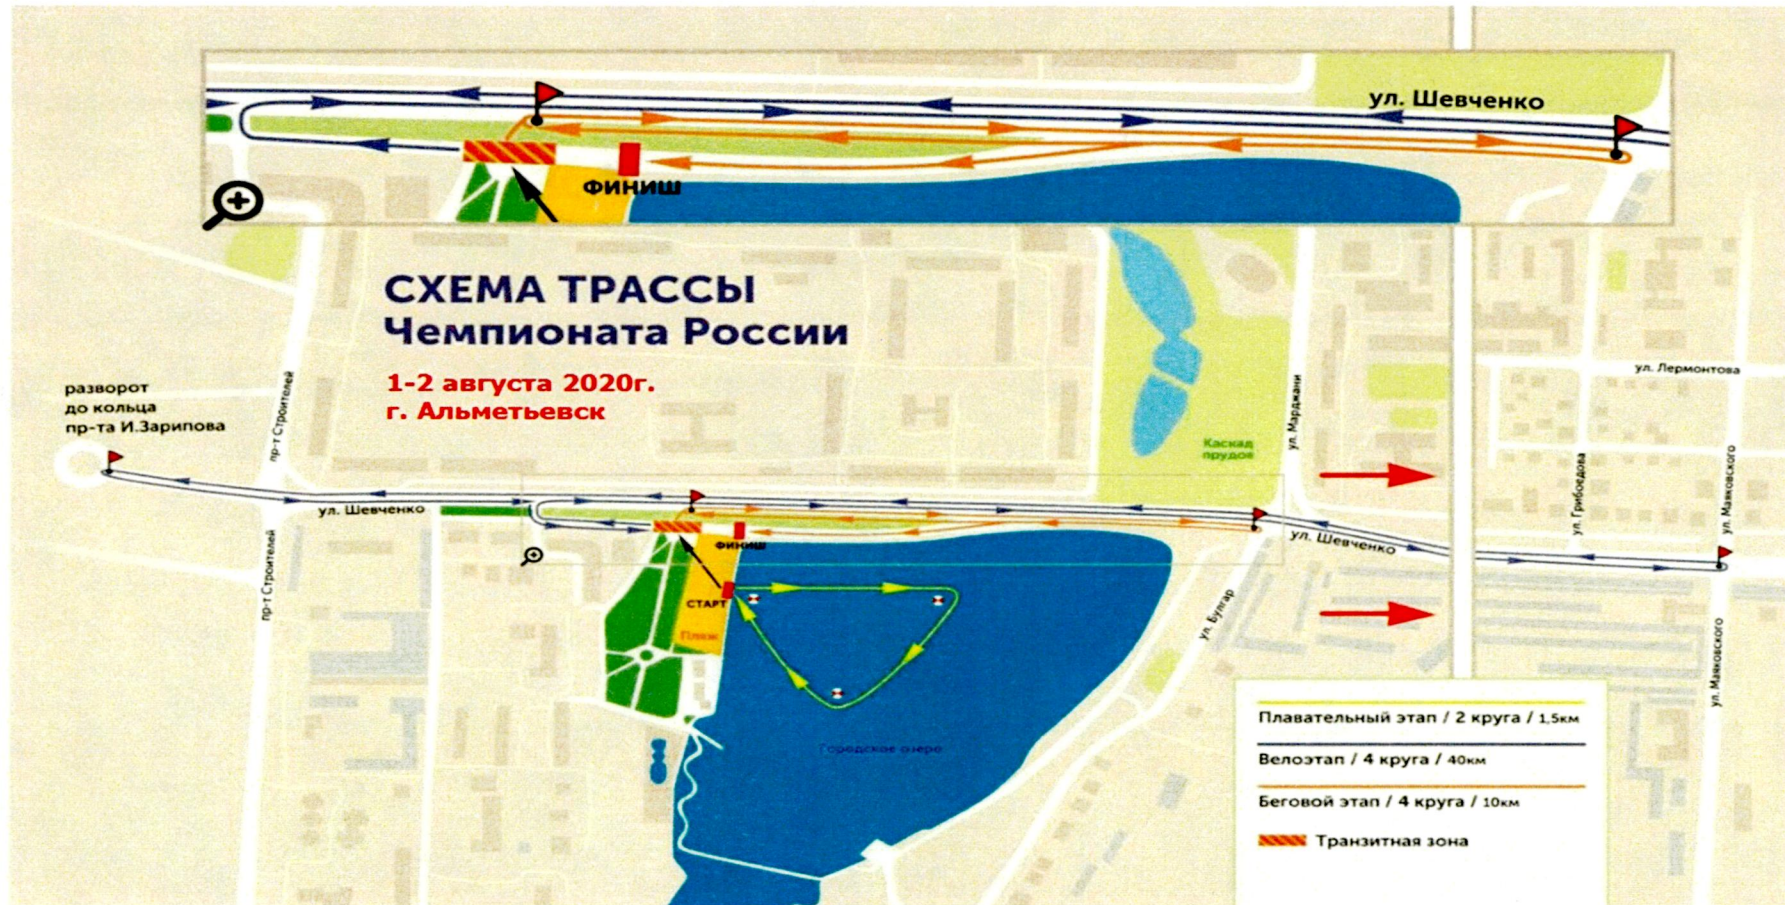 ул. Шевченко
ФИНИШ
СХЕМА ТРАССЫ
Чемпионата России
1-2 августа 2020г.
г. Альметьевск
разворот
до кольца
пр-та И.Зарипова
пр-т Строителей
ул. Шевченко
пр-т Строителей
Каскад
прудов
ул. Марджани
ул. Лермонтова
ул. Грибоедова
ул. Маяковского
ул. Шевченко
ФИНИШ
СТАРТ
Пляж
ул. Булгар
ул. Маяковского
Городское озеро
Плавательный этап / 2 круга / 1,5км
Велоэтап / 4 круга / 40км
Беговой этап / 4 круга / 10км
Транзитная зона